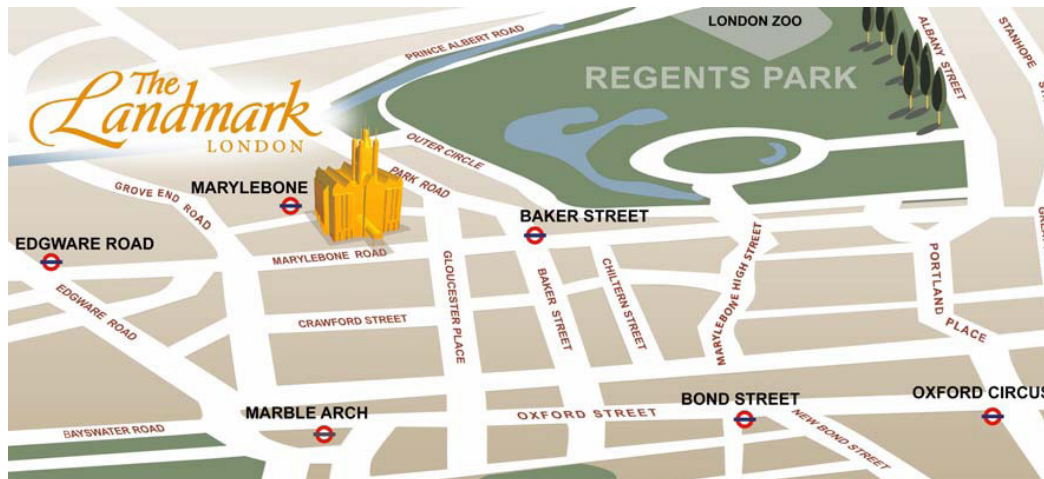 LONDON ZOO
PRINCE ALBERT ROAD
ALBANY STREET
STANHOPE
REGENTS PARK
The
Landmark
LONDON
OUTER CIRCLE
PARK ROAD
GROVE END ROAD
MARYLEBONE
BAKER STREET
EDGWARE ROAD
MARYLEBONE ROAD
EDGWARE ROAD
GLOUCESTER PLACE
BAKER STREET
CHILTERN STREET
MARYLEBONE HIGH STREET
PORTLAND PLACE
CRAWFORD STREET
OXFORD CIRCUS
BOND STREET
MARBLE ARCH
OXFORD STREET
NEW BOND STREET
BAYSWATER ROAD